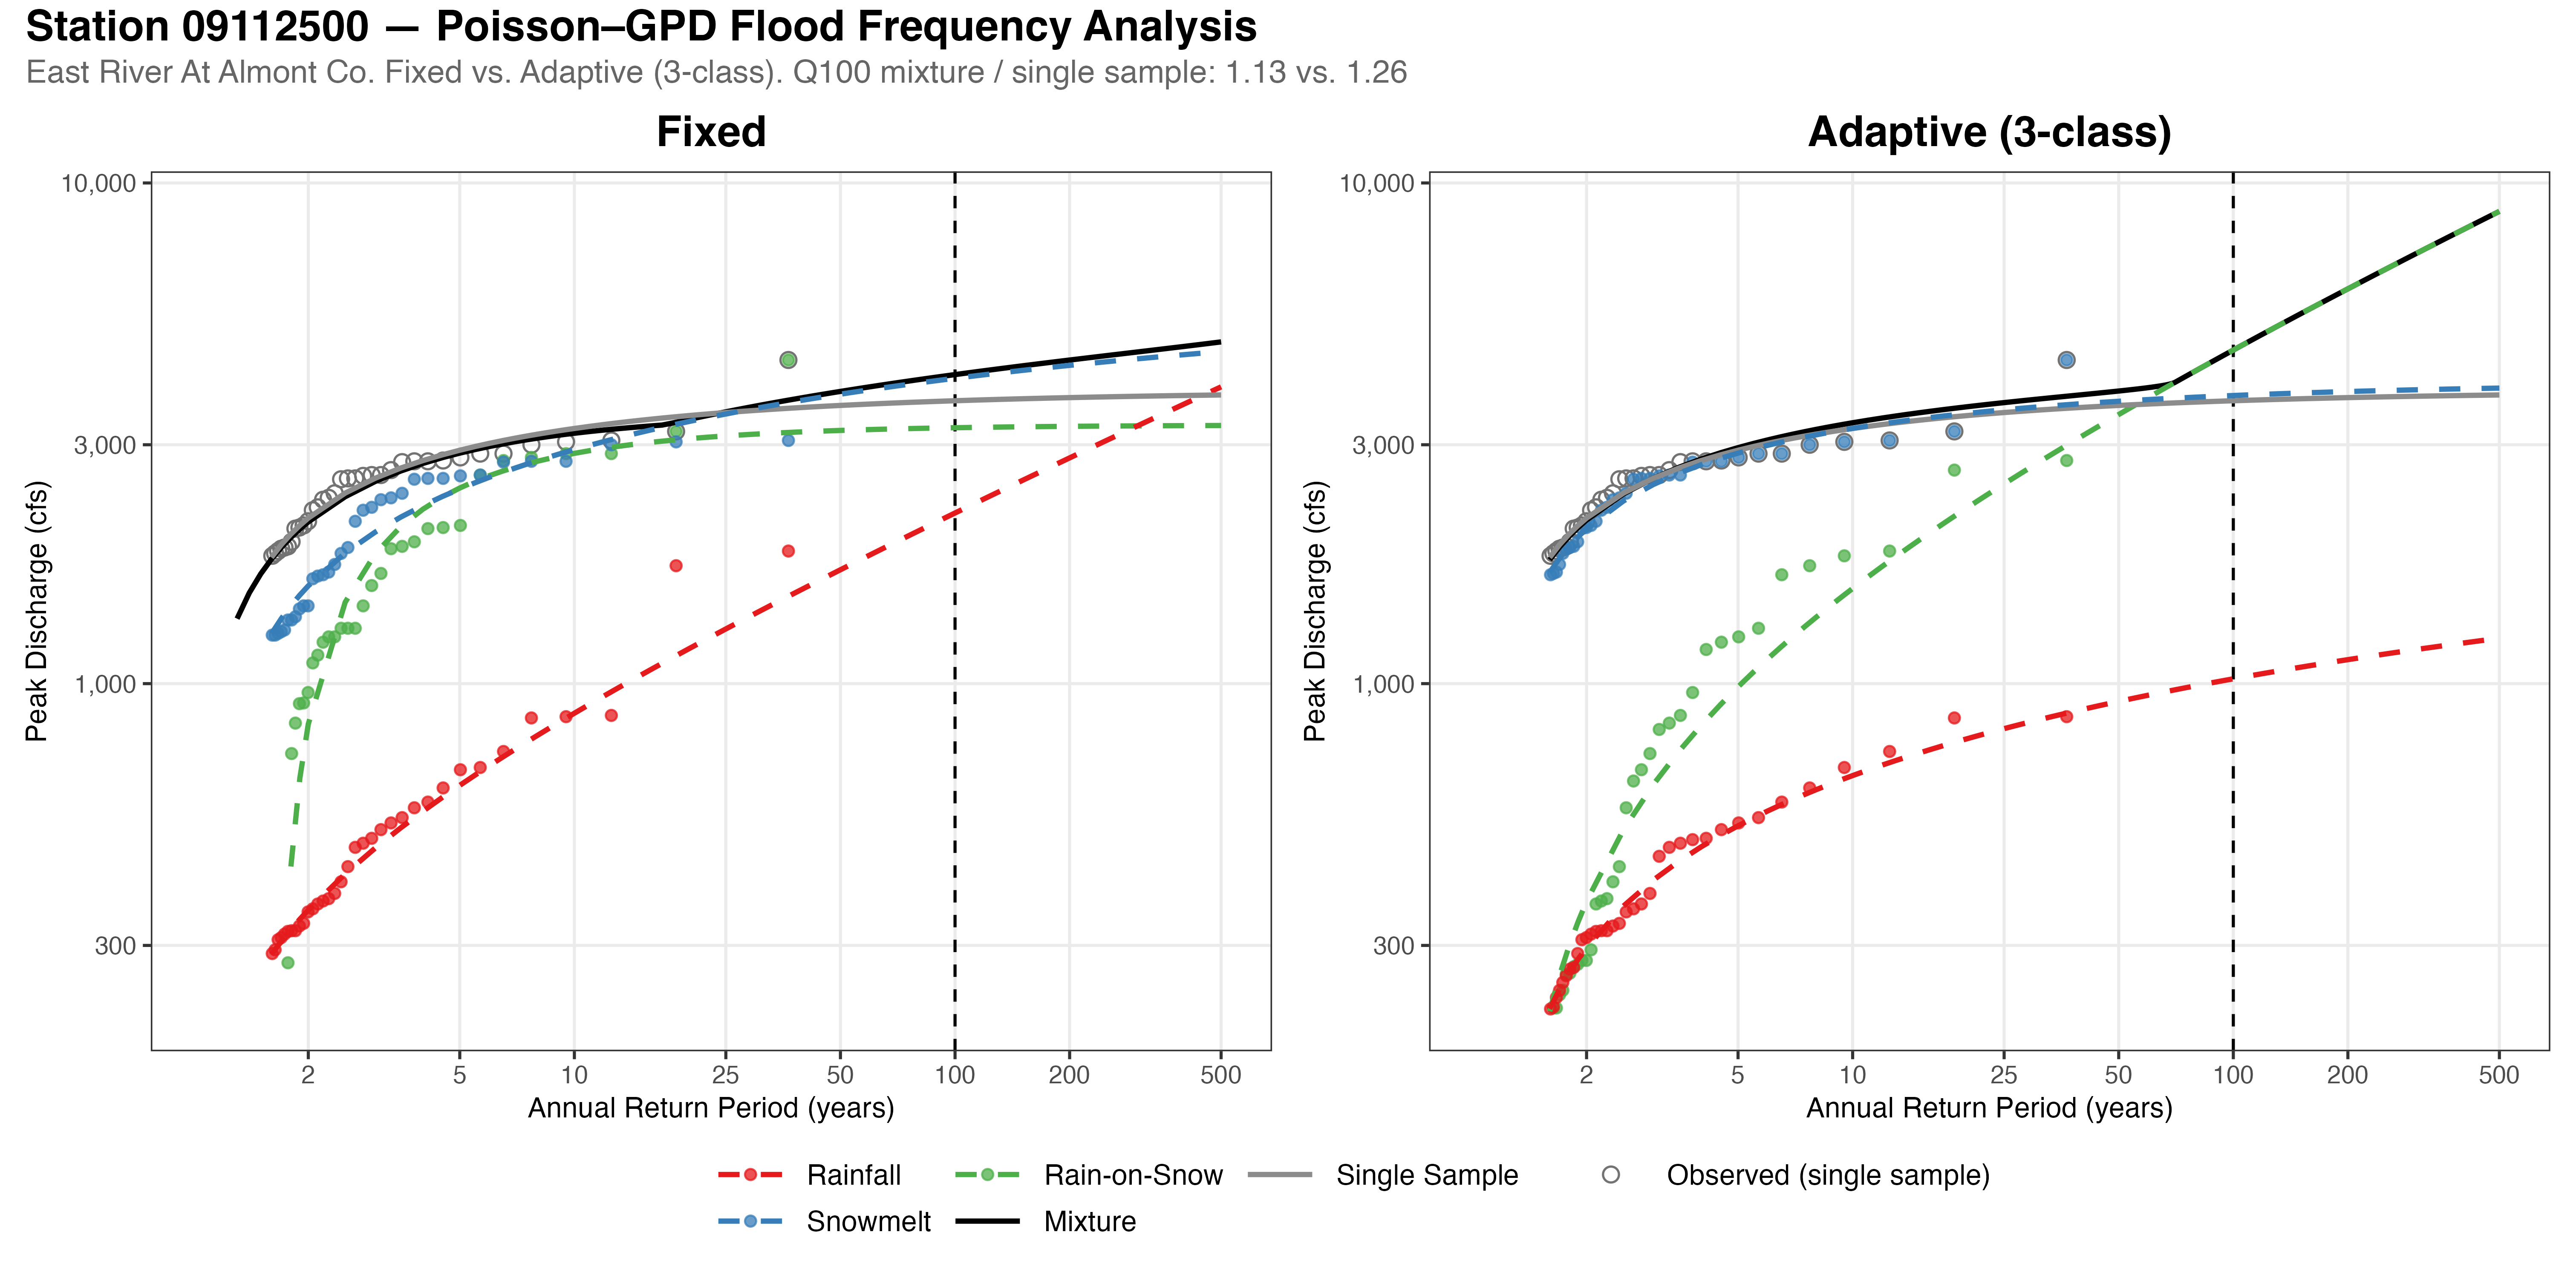 Station 09112500 — Poisson–GPD Flood Frequency Analysis
East River At Almont Co. Fixed vs. Adaptive (3-class). Q100 mixture / single sample: 1.13 vs. 1.26
Fixed
10,000
3,000
1,000
300
Peak Discharge (cfs)
2 5 10 25 50 100 200 500
Annual Return Period (years)
Adaptive (3-class)
10,000
3,000
1,000
300
Peak Discharge (cfs)
2 5 10 25 50 100 200 500
Annual Return Period (years)
Rainfall Rain-on-Snow Single Sample Observed (single sample)
Snowmelt Mixture